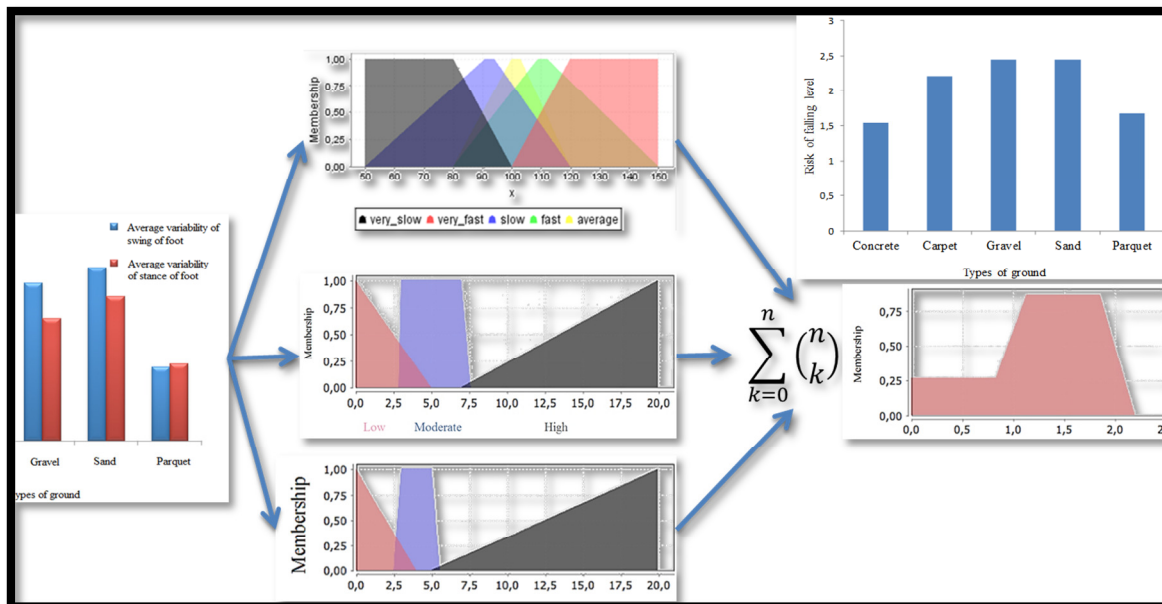 Average variability of
swing of foot
Average variability
of stance of foot
Gravel Sand Parquet
ypes of ground
Membership
1,00
0,75
0,50
0,25
0,00
50 60 70 80 90 100 110 120 130 140 150
x
very_slow very_fast slow fast average
Membership
1,00
0,75
0,50
0,25
0,00
0,0 2,5 5,0 7,5 10,0 12,5 15,0 17,5 20,0
Low Moderate High
Membership
1,00
0,75
0,50
0,25
0,00
0,0 2,5 5,0 7,5 10,0 12,5 15,0 17,5 20,0
n
∑ (n k)
k=0
Risk of falling level
3
2,5
2
1,5
1
0,5
0
Concrete Carpet Gravel Sand Parquet
Types of ground
Membership
0,75
0,50
0,25
0,00
0,0 0,5 1,0 1,5 2,0